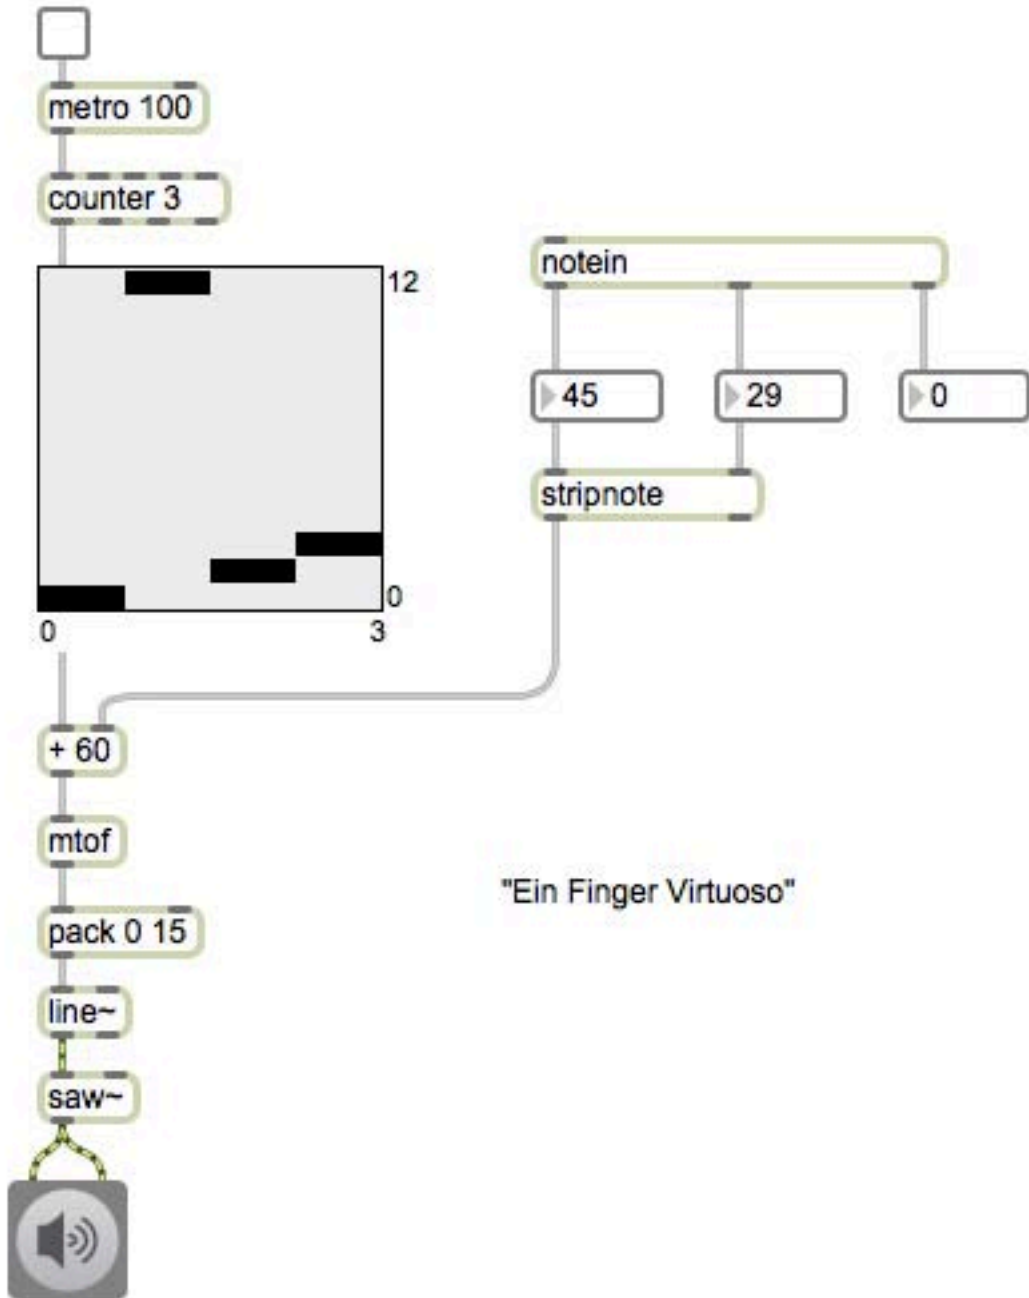 metro 100
counter 3
12
0
0
3
notein
45
29
0
stripnote
+ 60
mtof
"Ein Finger Virtuoso"
pack 0 15
line~
saw~